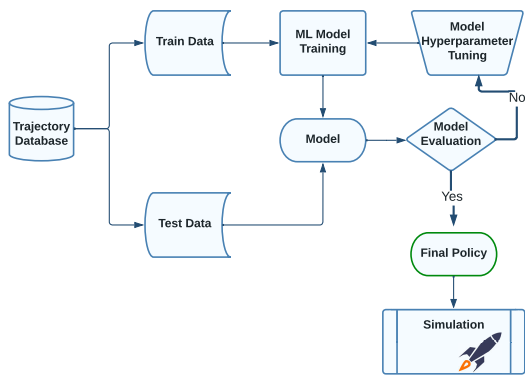 Train Data
ML Model
Training
Model
Hyperparameter
Tuning
No
Trajectory
Database
Model
Model
Evaluation
Yes
Test Data
Final Policy
Simulation